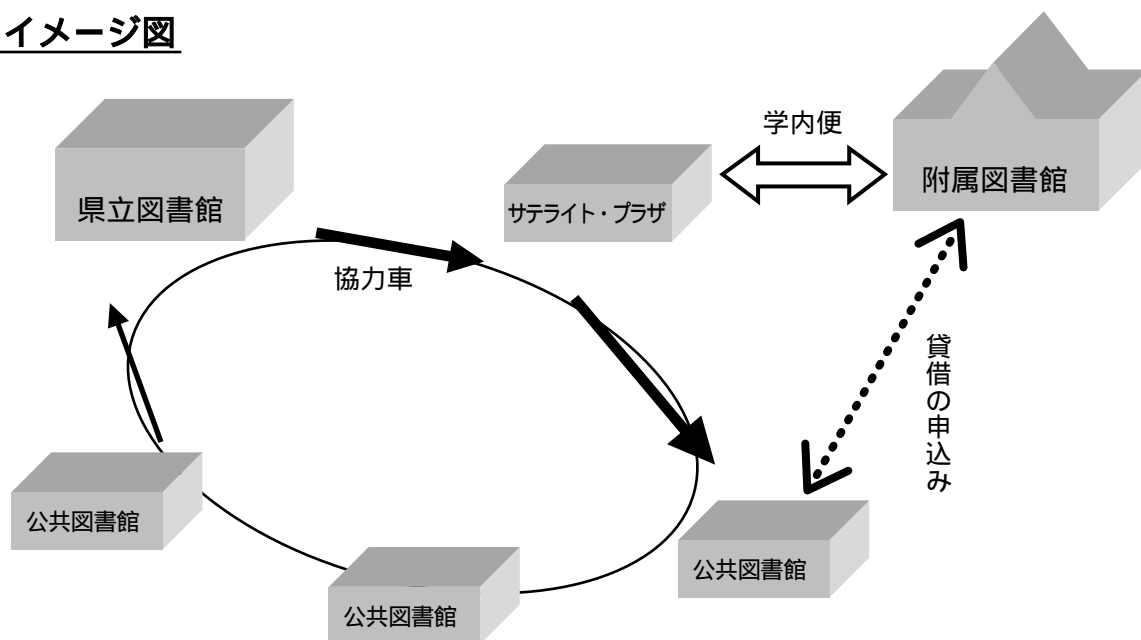 イメージ図
学内便
県立図書館
サテライト・プラザ
附属図書館
協力車
貸借の申込み
公共図書館
公共図書館
公共図書館